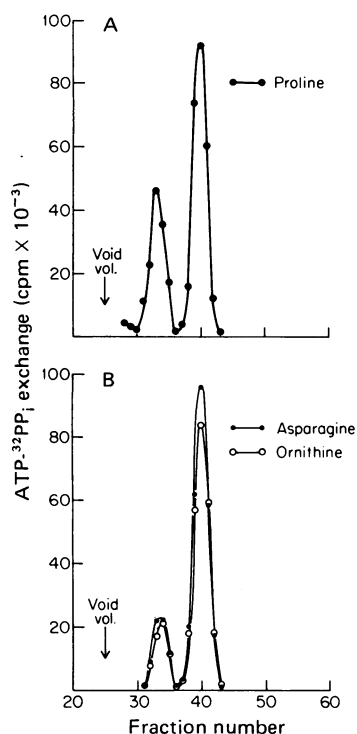 ATP-³²PPᵢ exchange (cpm X 10⁻³)
A
100
80
60
40
20
Void
vol.
Proline
B
100
80
60
40
20
Void
vol.
Asparagine
Ornithine
20 30 40 50 60
Fraction number